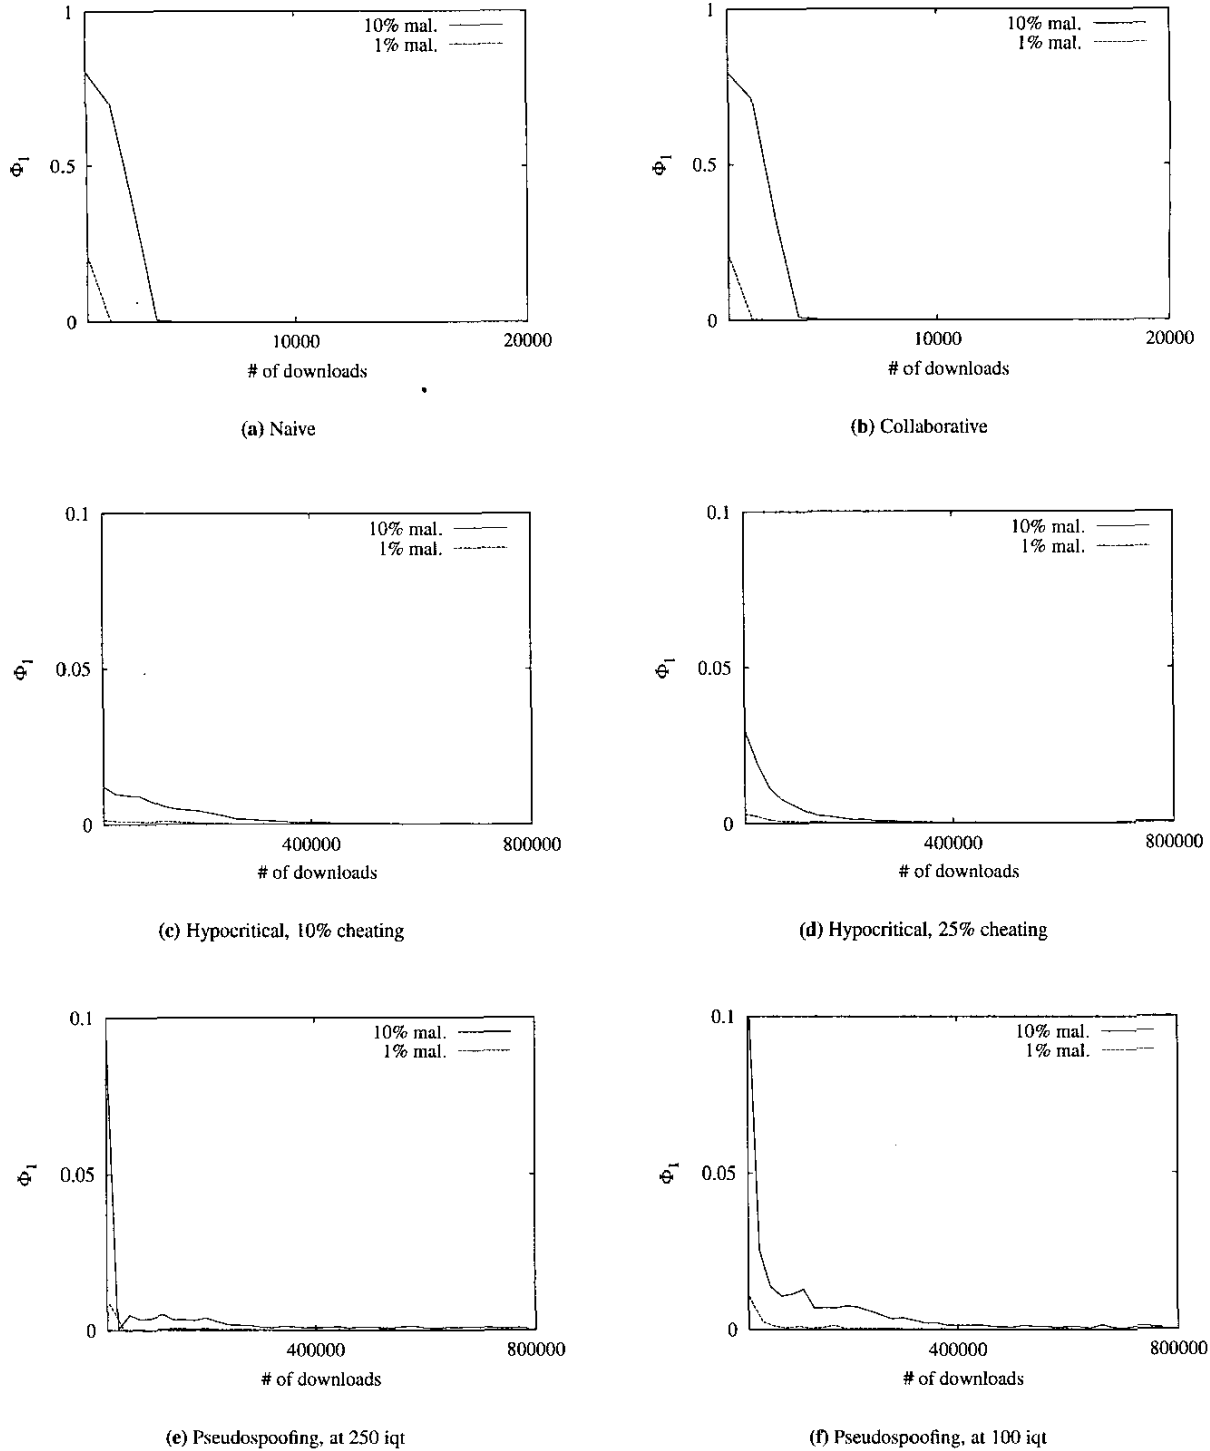 1
10% mal.
1% mal.
Φ1
0.5
0
10000
20000
# of downloads
(a) Naive
1
10% mal.
1% mal.
Φ1
0.5
0
10000
20000
# of downloads
(b) Collaborative
0.1
10% mal.
1% mal.
Φ1
0.05
0
400000
800000
# of downloads
(c) Hypocritical, 10% cheating
0.1
10% mal.
1% mal.
Φ1
0.05
0
400000
800000
# of downloads
(d) Hypocritical, 25% cheating
0.1
10% mal.
1% mal.
Φ1
0.05
0
400000
800000
# of downloads
(e) Pseudospoofing, at 250 iqt
0.1
10% mal.
1% mal.
Φ1
0.05
0
400000
800000
# of downloads
(f) Pseudospoofing, at 100 iqt